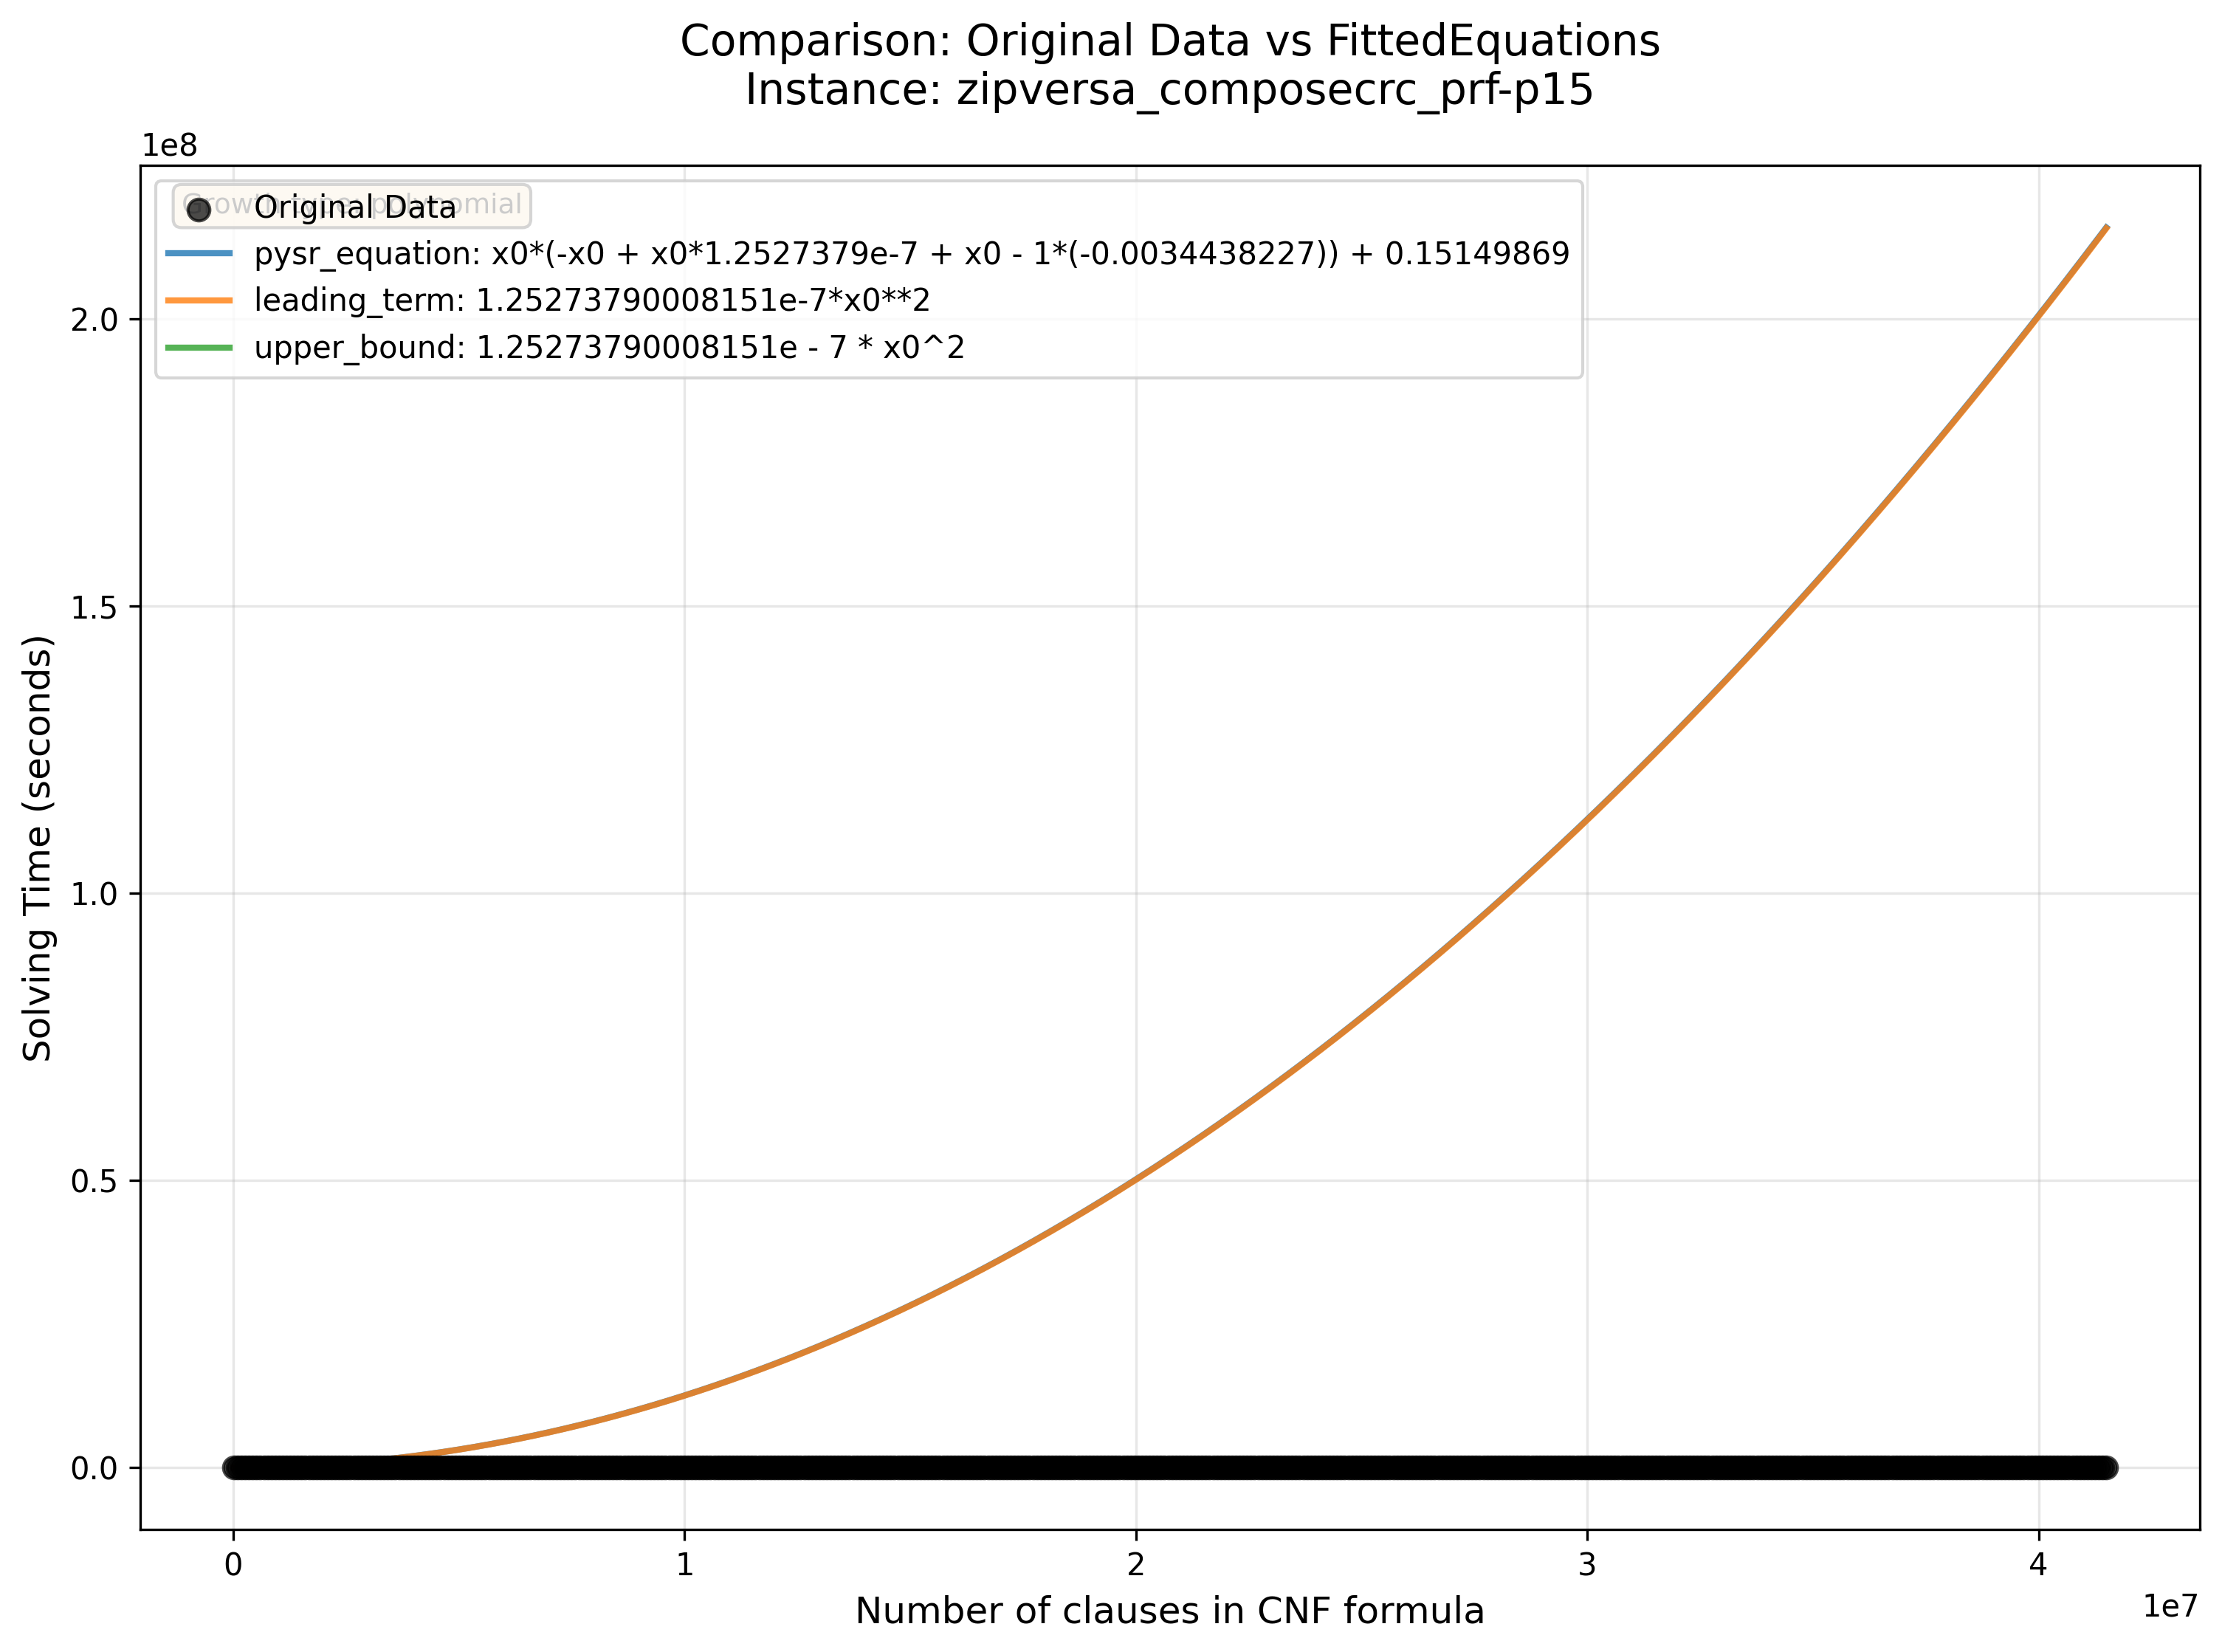 Comparison: Original Data vs FittedEquations
Instance: zipversa_composecrc_prf-p15
1e8
Growth type: polynomial
Original Data
pysr_equation: x0*(-x0 + x0*1.2527379e-7 + x0 - 1*(-0.0034438227)) + 0.15149869
leading_term: 1.25273790008151e-7*x0**2
upper_bound: 1.25273790008151e - 7 * x0^2
2.0
1.5
1.0
0.5
0.0
Solving Time (seconds)
0 1 2 3 4
1e7
Number of clauses in CNF formula